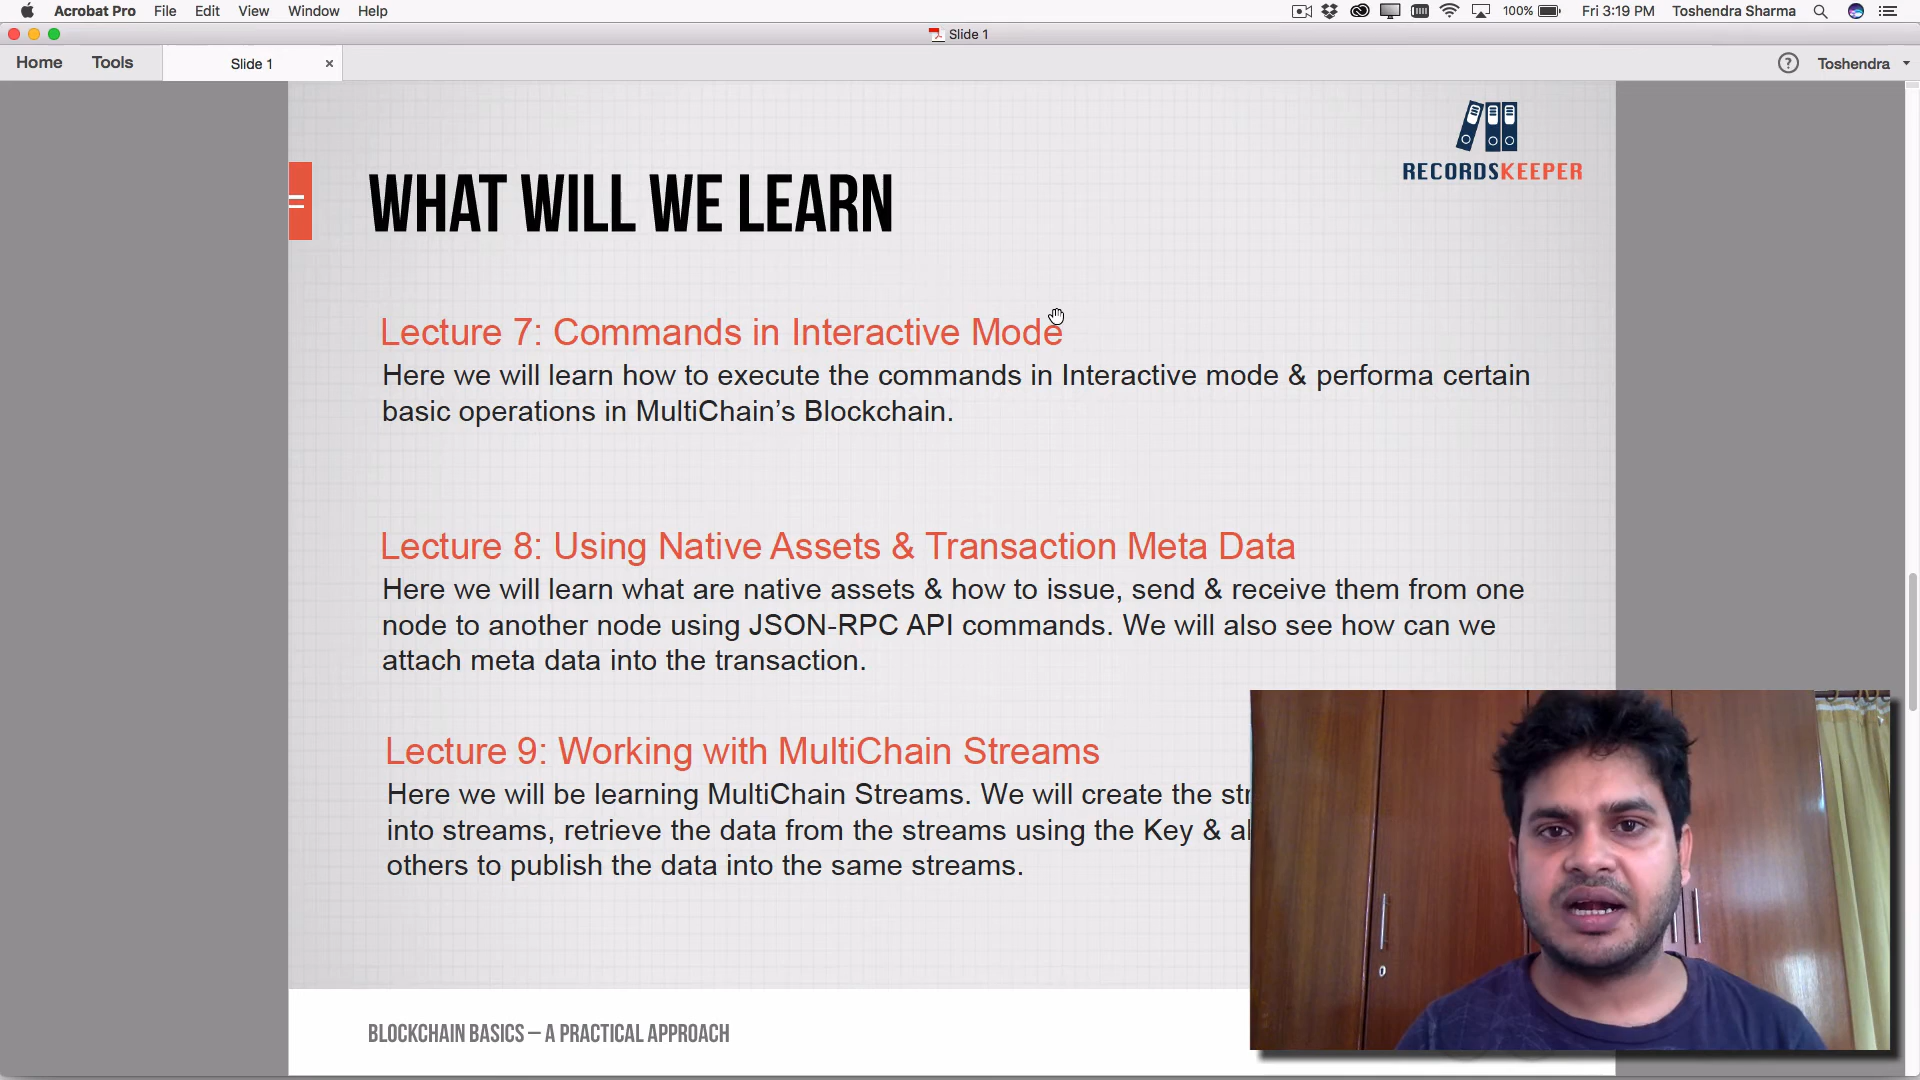 Acrobat Pro File Edit View Window Help 100% Fri 3:19 PM Toshendra Sharma
Slide 1
Home Tools Slide 1 × ? Toshendra
RECORDSKEEPER
WHAT WILL WE LEARN
Lecture 7: Commands in Interactive Mode
Here we will learn how to execute the commands in Interactive mode & performa certain
basic operations in MultiChain's Blockchain.
Lecture 8: Using Native Assets & Transaction Meta Data
Here we will learn what are native assets & how to issue, send & receive them from one
node to another node using JSON-RPC API commands. We will also see how can we
attach meta data into the transaction.
Lecture 9: Working with MultiChain Streams
Here we will be learning MultiChain Streams. We will create the
into streams, retrieve the data from the streams using the Key &
others to publish the data into the same streams.
BLOCKCHAIN BASICS – A PRACTICAL APPROACH